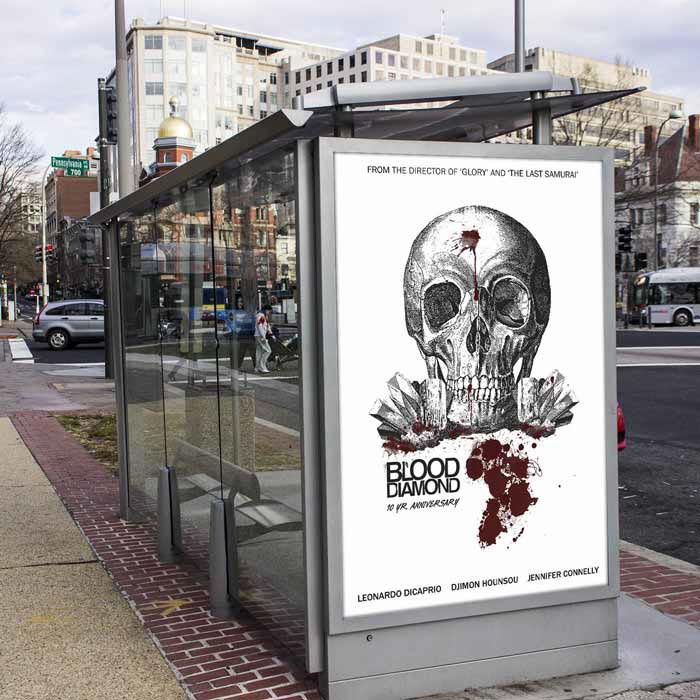 Pennsylvania Ave
700
FROM THE DIRECTOR OF 'GLORY' AND 'THE LAST SAMURAI'
BLOOD
DIAMOND
10 YR. ANNIVERSARY
LEONARDO DICAPRIO DJIMON HOUNSOU JENNIFER CONNELLY